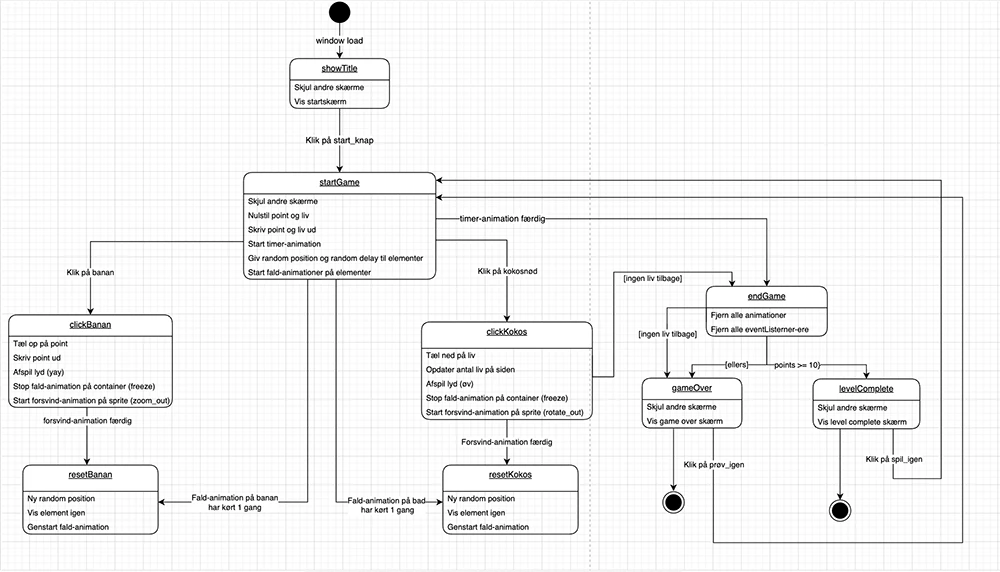 window load
showTitle
Skjul andre skærme
Vis startskærm
Klik på start_knap
startGame
Skjul andre skærme
Nulstil point og liv
Skriv point og liv ud
Start timer-animation
Giv random position og random delay til elementer
Start fald-animationer på elementer
timer-animation færdig
Klik på banan
Klik på kokosnød
[ingen liv tilbage]
endGame
Fjern alle animationer
Fjern alle eventListerner-ere
clickBanan
Tæl op på point
Skriv point ud
Afspil lyd (yay)
Stop fald-animation på container (freeze)
Start forsvind-animation på sprite (zoom_out)
clickKokos
Tæl ned på liv
Opdater antal liv på siden
Afspil lyd (øv)
Stop fald-animation på container (freeze)
Start forsvind-animation på sprite (rotate_out)
[ingen liv tilbage]
[ellers]
points >= 10}
gameOver
Skjul andre skærme
Vis game over skærm
levelComplete
Skjul andre skærme
Vis level complete skærm
forsvind-animation færdig
Forsvind-animation færdig
Klik på prøv_igen
Klik på spil_igen
resetBanan
Ny random position
Vis element igen
Genstart fald-animation
Fald-animation på banan
har kørt 1 gang
Fald-animation på bad
har kørt 1 gang
resetKokos
Ny random position
Vis element igen
Genstart fald-animation